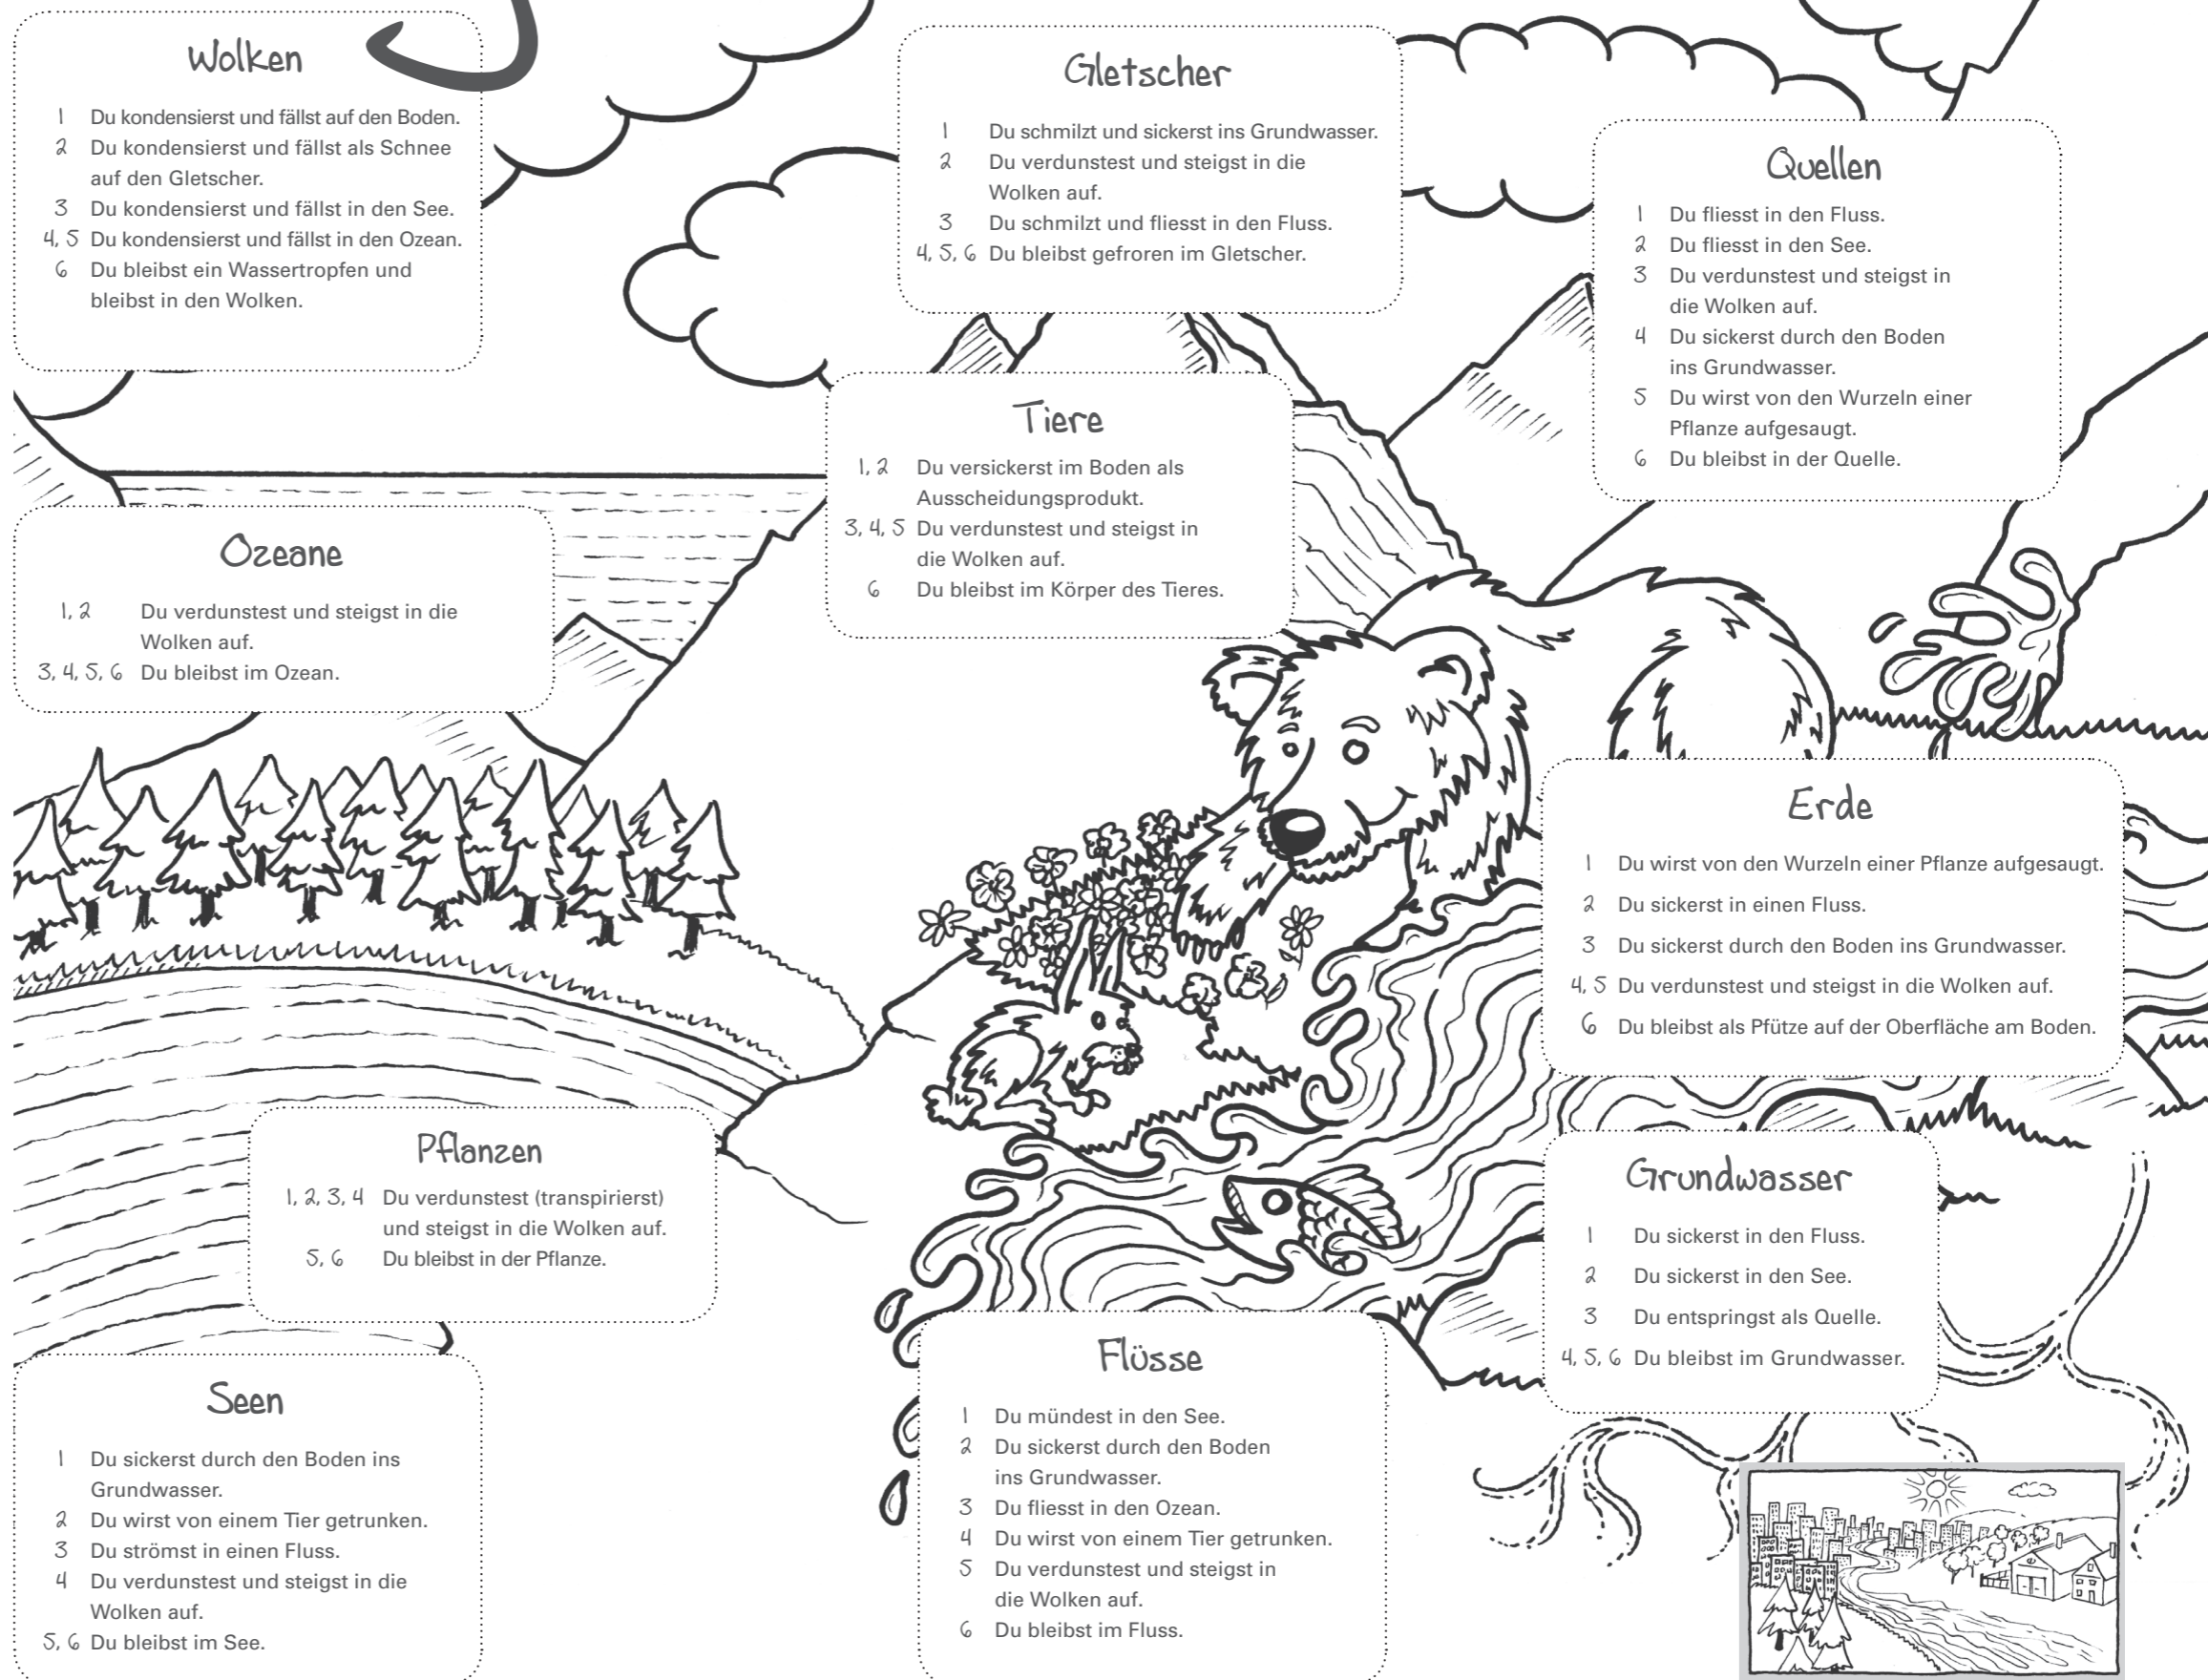 Wolken
1 Du kondensierst und fällst auf den Boden.
2 Du kondensierst und fällst als Schnee
auf den Gletscher.
3 Du kondensierst und fällst in den See.
4, 5 Du kondensierst und fällst in den Ozean.
6 Du bleibst ein Wassertropfen und
bleibst in den Wolken.
Gletscher
1 Du schmilzt und sickerst ins Grundwasser.
2 Du verdunstest und steigst in die
Wolken auf.
3 Du schmilzt und fliesst in den Fluss.
4, 5, 6 Du bleibst gefroren im Gletscher.
Quellen
1 Du fliesst in den Fluss.
2 Du fliesst in den See.
3 Du verdunstest und steigst in
die Wolken auf.
4 Du sickerst durch den Boden
ins Grundwasser.
5 Du wirst von den Wurzeln einer
Pflanze aufgesaugt.
6 Du bleibst in der Quelle.
Tiere
1, 2 Du versickerst im Boden als
Ausscheidungsprodukt.
3, 4, 5 Du verdunstest und steigst in
die Wolken auf.
6 Du bleibst im Körper des Tieres.
Ozeane
1, 2 Du verdunstest und steigst in die
Wolken auf.
3, 4, 5, 6 Du bleibst im Ozean.
Erde
1 Du wirst von den Wurzeln einer Pflanze aufgesaugt.
2 Du sickerst in einen Fluss.
3 Du sickerst durch den Boden ins Grundwasser.
4, 5 Du verdunstest und steigst in die Wolken auf.
6 Du bleibst als Pfütze auf der Oberfläche am Boden.
Pflanzen
1, 2, 3, 4 Du verdunstest (transpirierst)
und steigst in die Wolken auf.
5, 6 Du bleibst in der Pflanze.
Grundwasser
1 Du sickerst in den Fluss.
2 Du sickerst in den See.
3 Du entspringst als Quelle.
4, 5, 6 Du bleibst im Grundwasser.
Seen
1 Du sickerst durch den Boden ins
Grundwasser.
2 Du wirst von einem Tier getrunken.
3 Du strömst in einen Fluss.
4 Du verdunstest und steigst in die
Wolken auf.
5, 6 Du bleibst im See.
Flüsse
1 Du mündest in den See.
2 Du sickerst durch den Boden
ins Grundwasser.
3 Du fliesst in den Ozean.
4 Du wirst von einem Tier getrunken.
5 Du verdunstest und steigst in
die Wolken auf.
6 Du bleibst im Fluss.